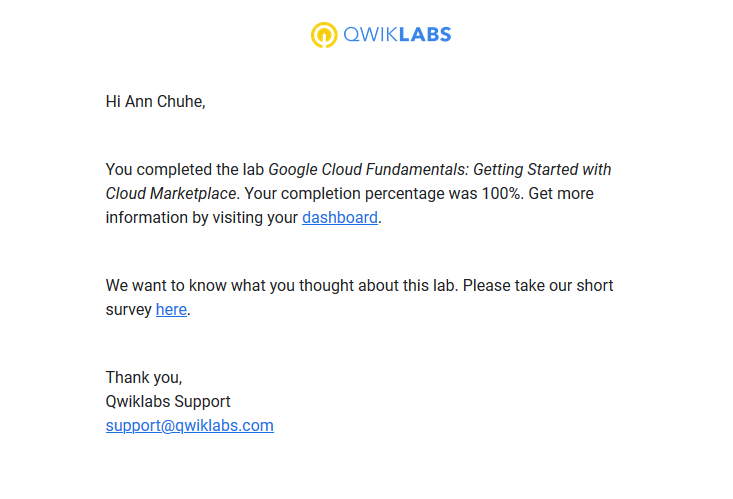 QWIKLABS
Hi Ann Chuhe,
You completed the lab Google Cloud Fundamentals: Getting Started with
Cloud Marketplace. Your completion percentage was 100%. Get more
information by visiting your dashboard.
We want to know what you thought about this lab. Please take our short
survey here.
Thank you,
Qwiklabs Support
support@qwiklabs.com